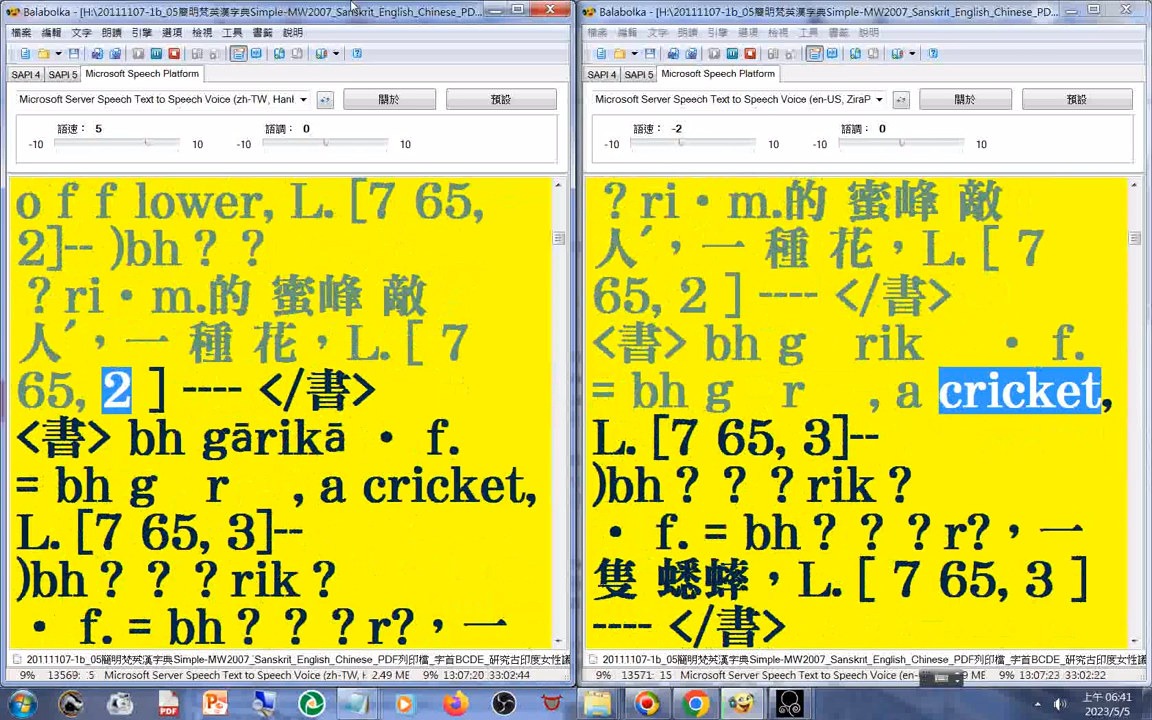 Balabolka - [H:\20111107-1b_05簡明梵英漢字典Simple-MW2007_Sanskrit_English_Chinese_PD...
檔案 編輯 文字 朗讀 引擎 選項 檢視 工具 書籤 說明
SAPI 4 SAPI 5 Microsoft Speech Platform
Microsoft Server Speech Text to Speech Voice (zh-TW, HanI
關於 預設
語速： 5 語調： 0
-10 10 -10 10
o f f lower, L. [7 65,
2]-- )bh ? ?
? ri • m.的 蜜蜂 敵
人ˊ，一 種 花，L. [ 7
65, 2 ] ---- </書>
<書> bh gārikā • f.
= bh g r , a cricket,
L. [7 65, 3]--
)bh ? ? ? rik ?
• f. = bh ? ? ? r?，一
20111107-1b_05簡明梵英漢字典Simple-MW2007_Sanskrit_English_Chinese_PDF列印檔_字首BCDE_研究古印度女性議
9% 13569: 5 Microsoft Server Speech Text to Speech Voice (zh-TW, H 2.49 ME 9% 13:07:20 33:02:44
Balabolka - [H:\20111107-1b_05簡明梵英漢字典Simple-MW2007_Sanskrit_English_Chinese_PD...
檔案 編輯 文字 朗讀 引擎 選項 檢視 工具 書籤 說明
SAPI 4 SAPI 5 Microsoft Speech Platform
Microsoft Server Speech Text to Speech Voice (en-US, ZiraP
關於 預設
語速： -2 語調： 0
-10 10 -10 10
? ri • m.的 蜜蜂 敵
人ˊ，一 種 花，L. [ 7
65, 2 ] ---- </書>
<書> bh g rik • f.
= bh g r , a cricket,
L. [7 65, 3]--
)bh ? ? ? rik ?
• f. = bh ? ? ? r?，一
隻 蟋蟀，L. [ 7 65, 3 ]
---- </書>
20111107-1b_05簡明梵英漢字典Simple-MW2007_Sanskrit_English_Chinese_PDF列印檔_字首BCDE_研究古印度女性議
9% 13571: 15 Microsoft Server Speech Text to Speech Voice (en-u 9% 13:07:23 33:02:22
PDF
上午 06:41
2023/5/5